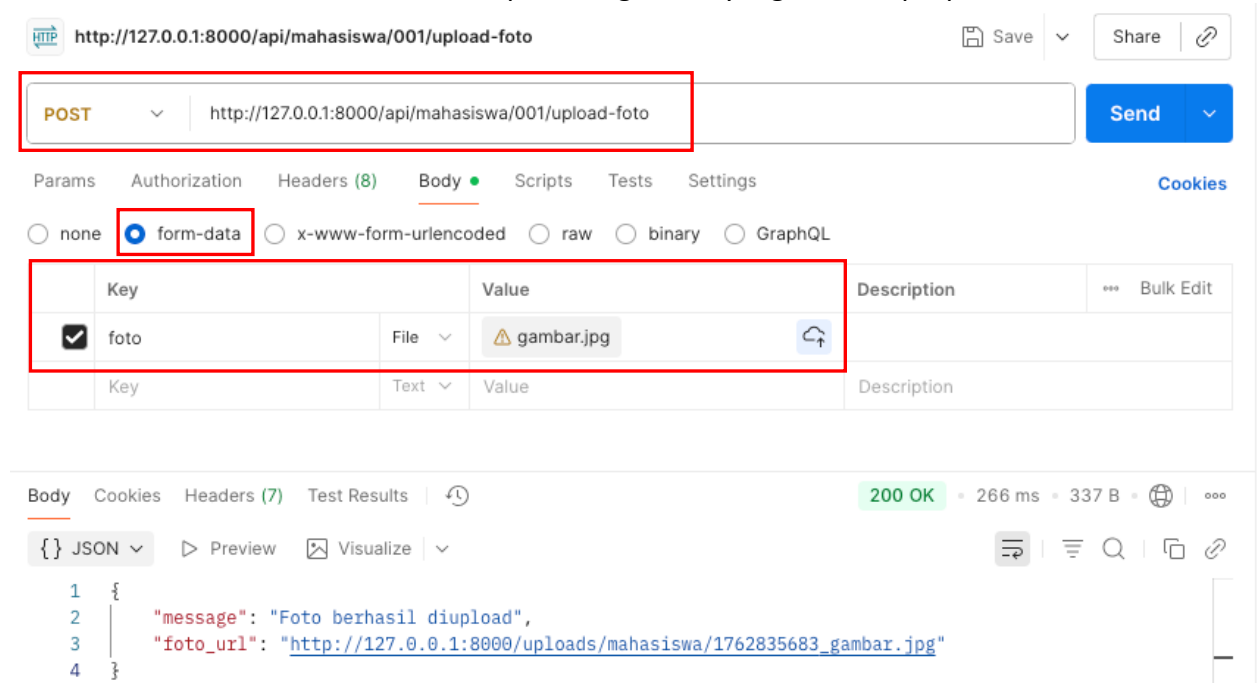 HTTP http://127.0.0.1:8000/api/mahasiswa/001/upload-foto Save Share
POST http://127.0.0.1:8000/api/mahasiswa/001/upload-foto Send
Params Authorization Headers (8) Body Scripts Tests Settings Cookies
none form-data x-www-form-urlencoded raw binary GraphQL
Key Value Description Bulk Edit
foto File gambar.jpg
Key Text Value Description
Body Cookies Headers (7) Test Results 200 OK 266 ms 337 B
{} JSON Preview Visualize
1 {
2 "message": "Foto berhasil diupload",
3 "foto_url": "http://127.0.0.1:8000/uploads/mahasiswa/1762835683_gambar.jpg"
4 }